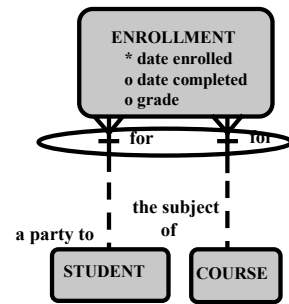 ENROLLMENT
* date enrolled
o date completed
o grade
for
for
the subject
of
a party to
STUDENT
COURSE